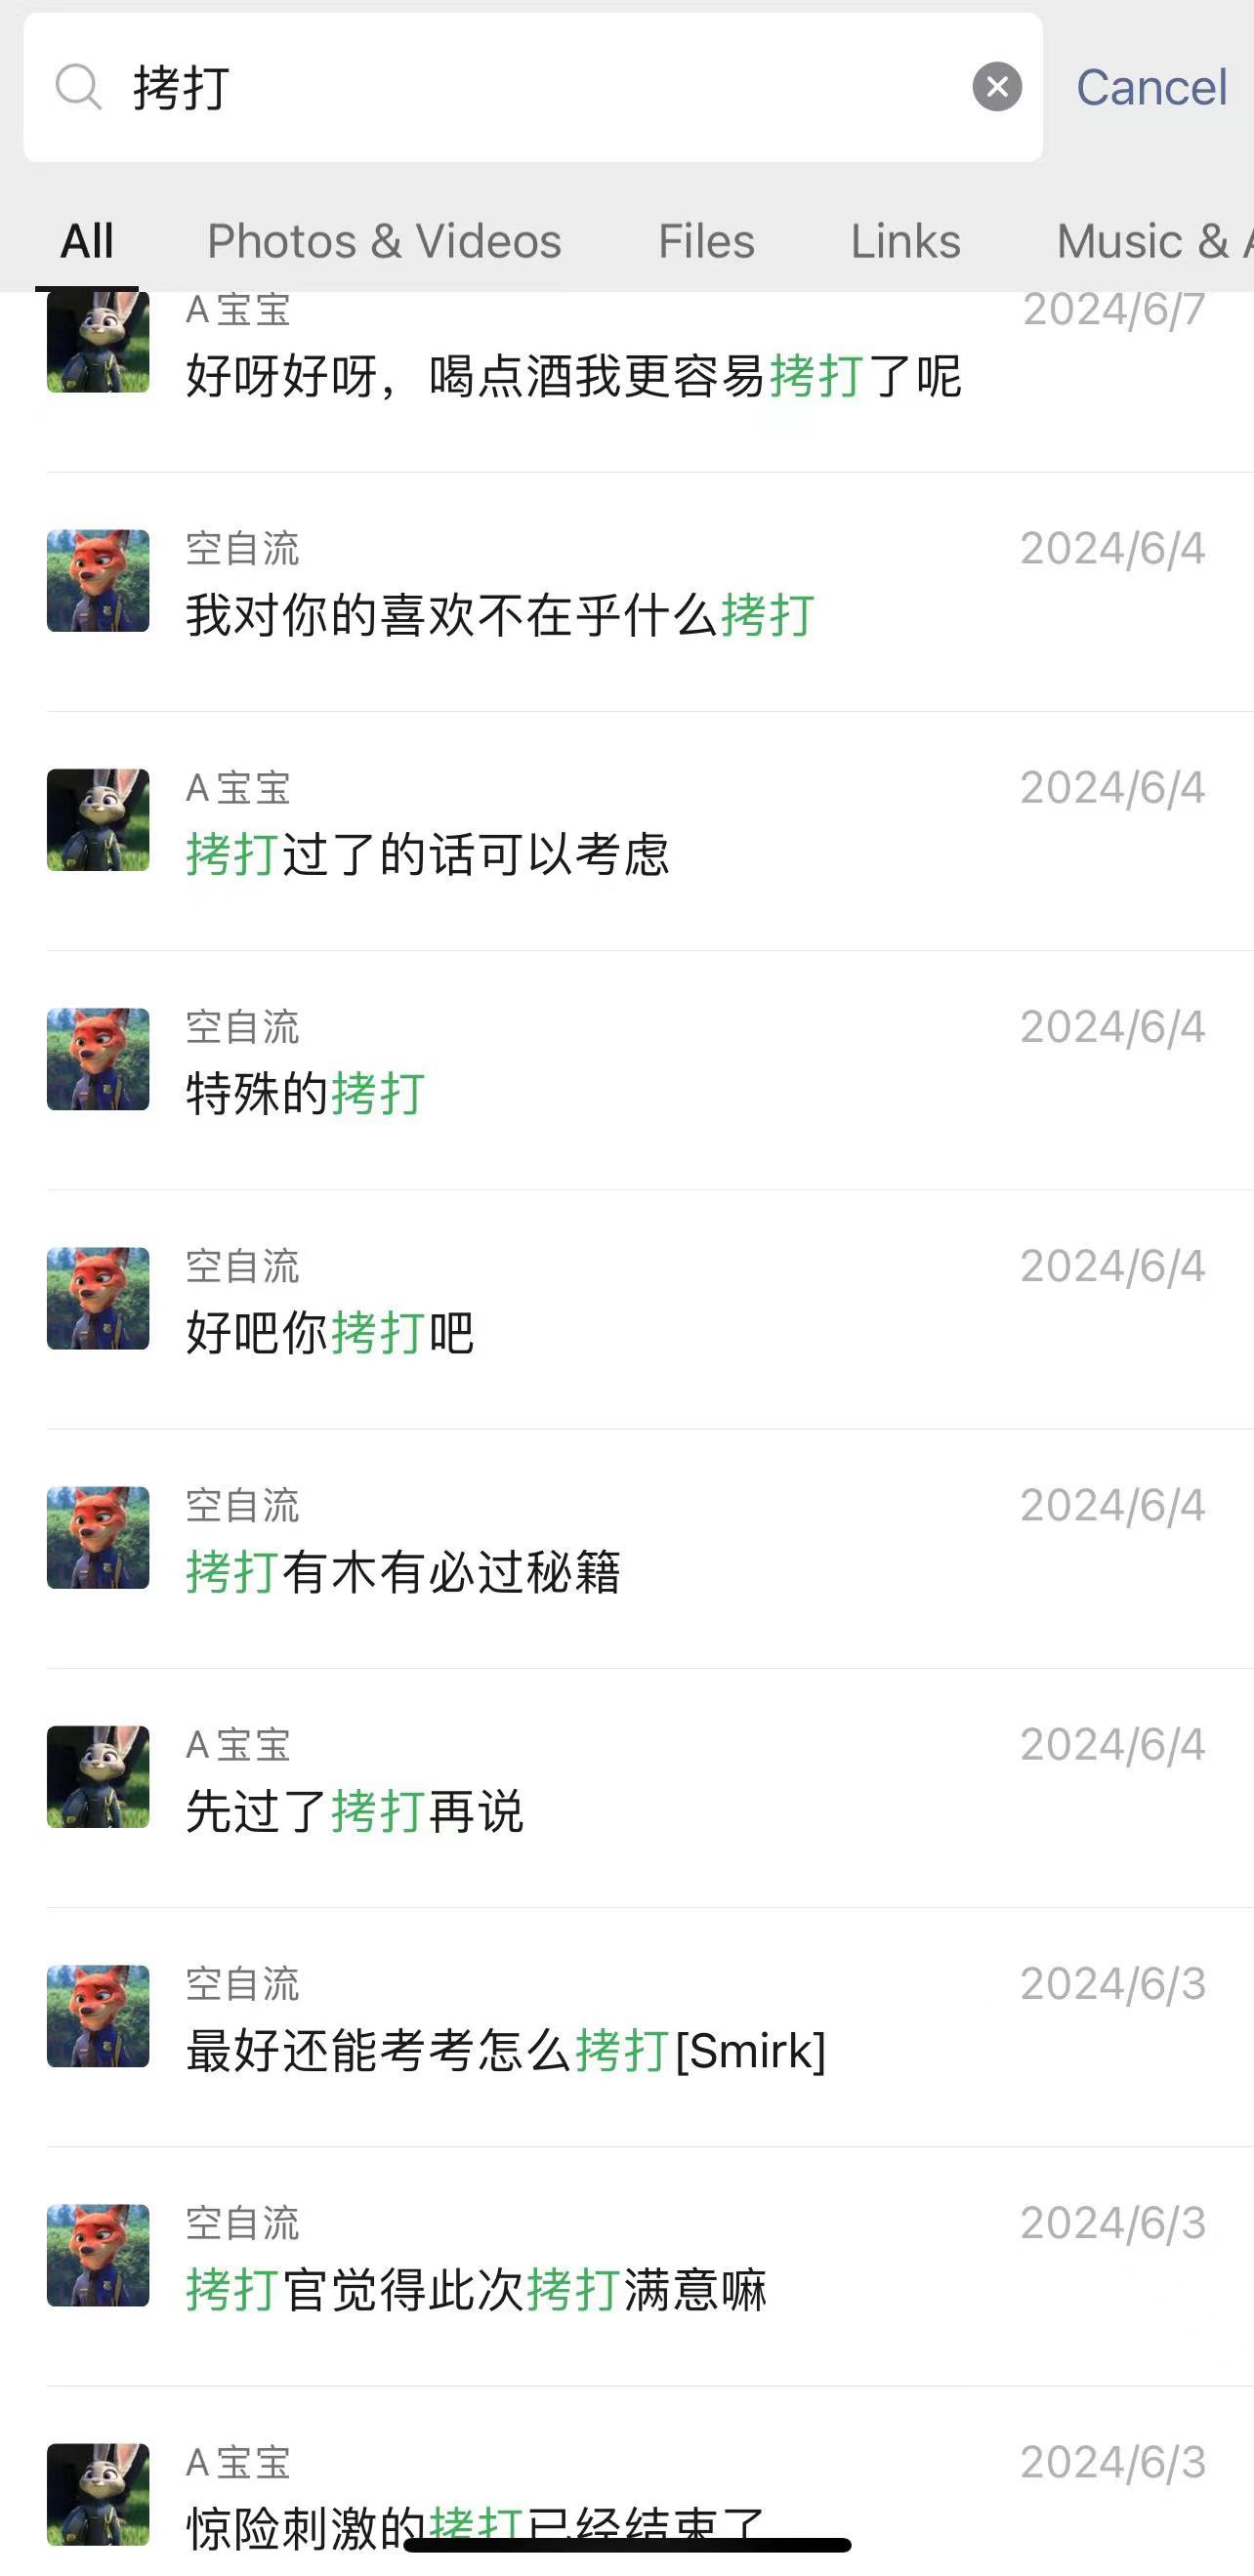 拷打
Cancel
All Photos & Videos Files Links Music &
A宝宝 2024/6/7
好呀好呀，喝点酒我更容易拷打了呢
空自流 2024/6/4
我对你的喜欢不在乎什么拷打
A宝宝 2024/6/4
拷打过了的话可以考虑
空自流 2024/6/4
特殊的拷打
空自流 2024/6/4
好吧你拷打吧
空自流 2024/6/4
拷打有木有必过秘籍
A宝宝 2024/6/4
先过了拷打再说
空自流 2024/6/3
最好还能考考怎么拷打[Smirk]
空自流 2024/6/3
拷打官觉得此次拷打满意嘛
A宝宝 2024/6/3
惊险刺激的拷打已经结束了